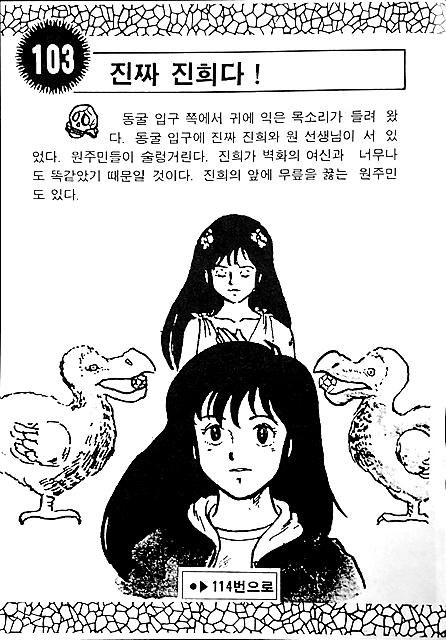 103
진짜 진희다 !
동굴 입구 쪽에서 귀에 익은 목소리가 들려 왔
다. 동굴 입구에 진짜 진희와 원 선생님이 서 있
었다. 원주민들이 술렁거린다. 진희가 벽화의 여신과 너무나
도 똑같았기 때문일 것이다. 진희의 앞에 무릎을 꿇는 원주민
도 있다.
●▶114번으로